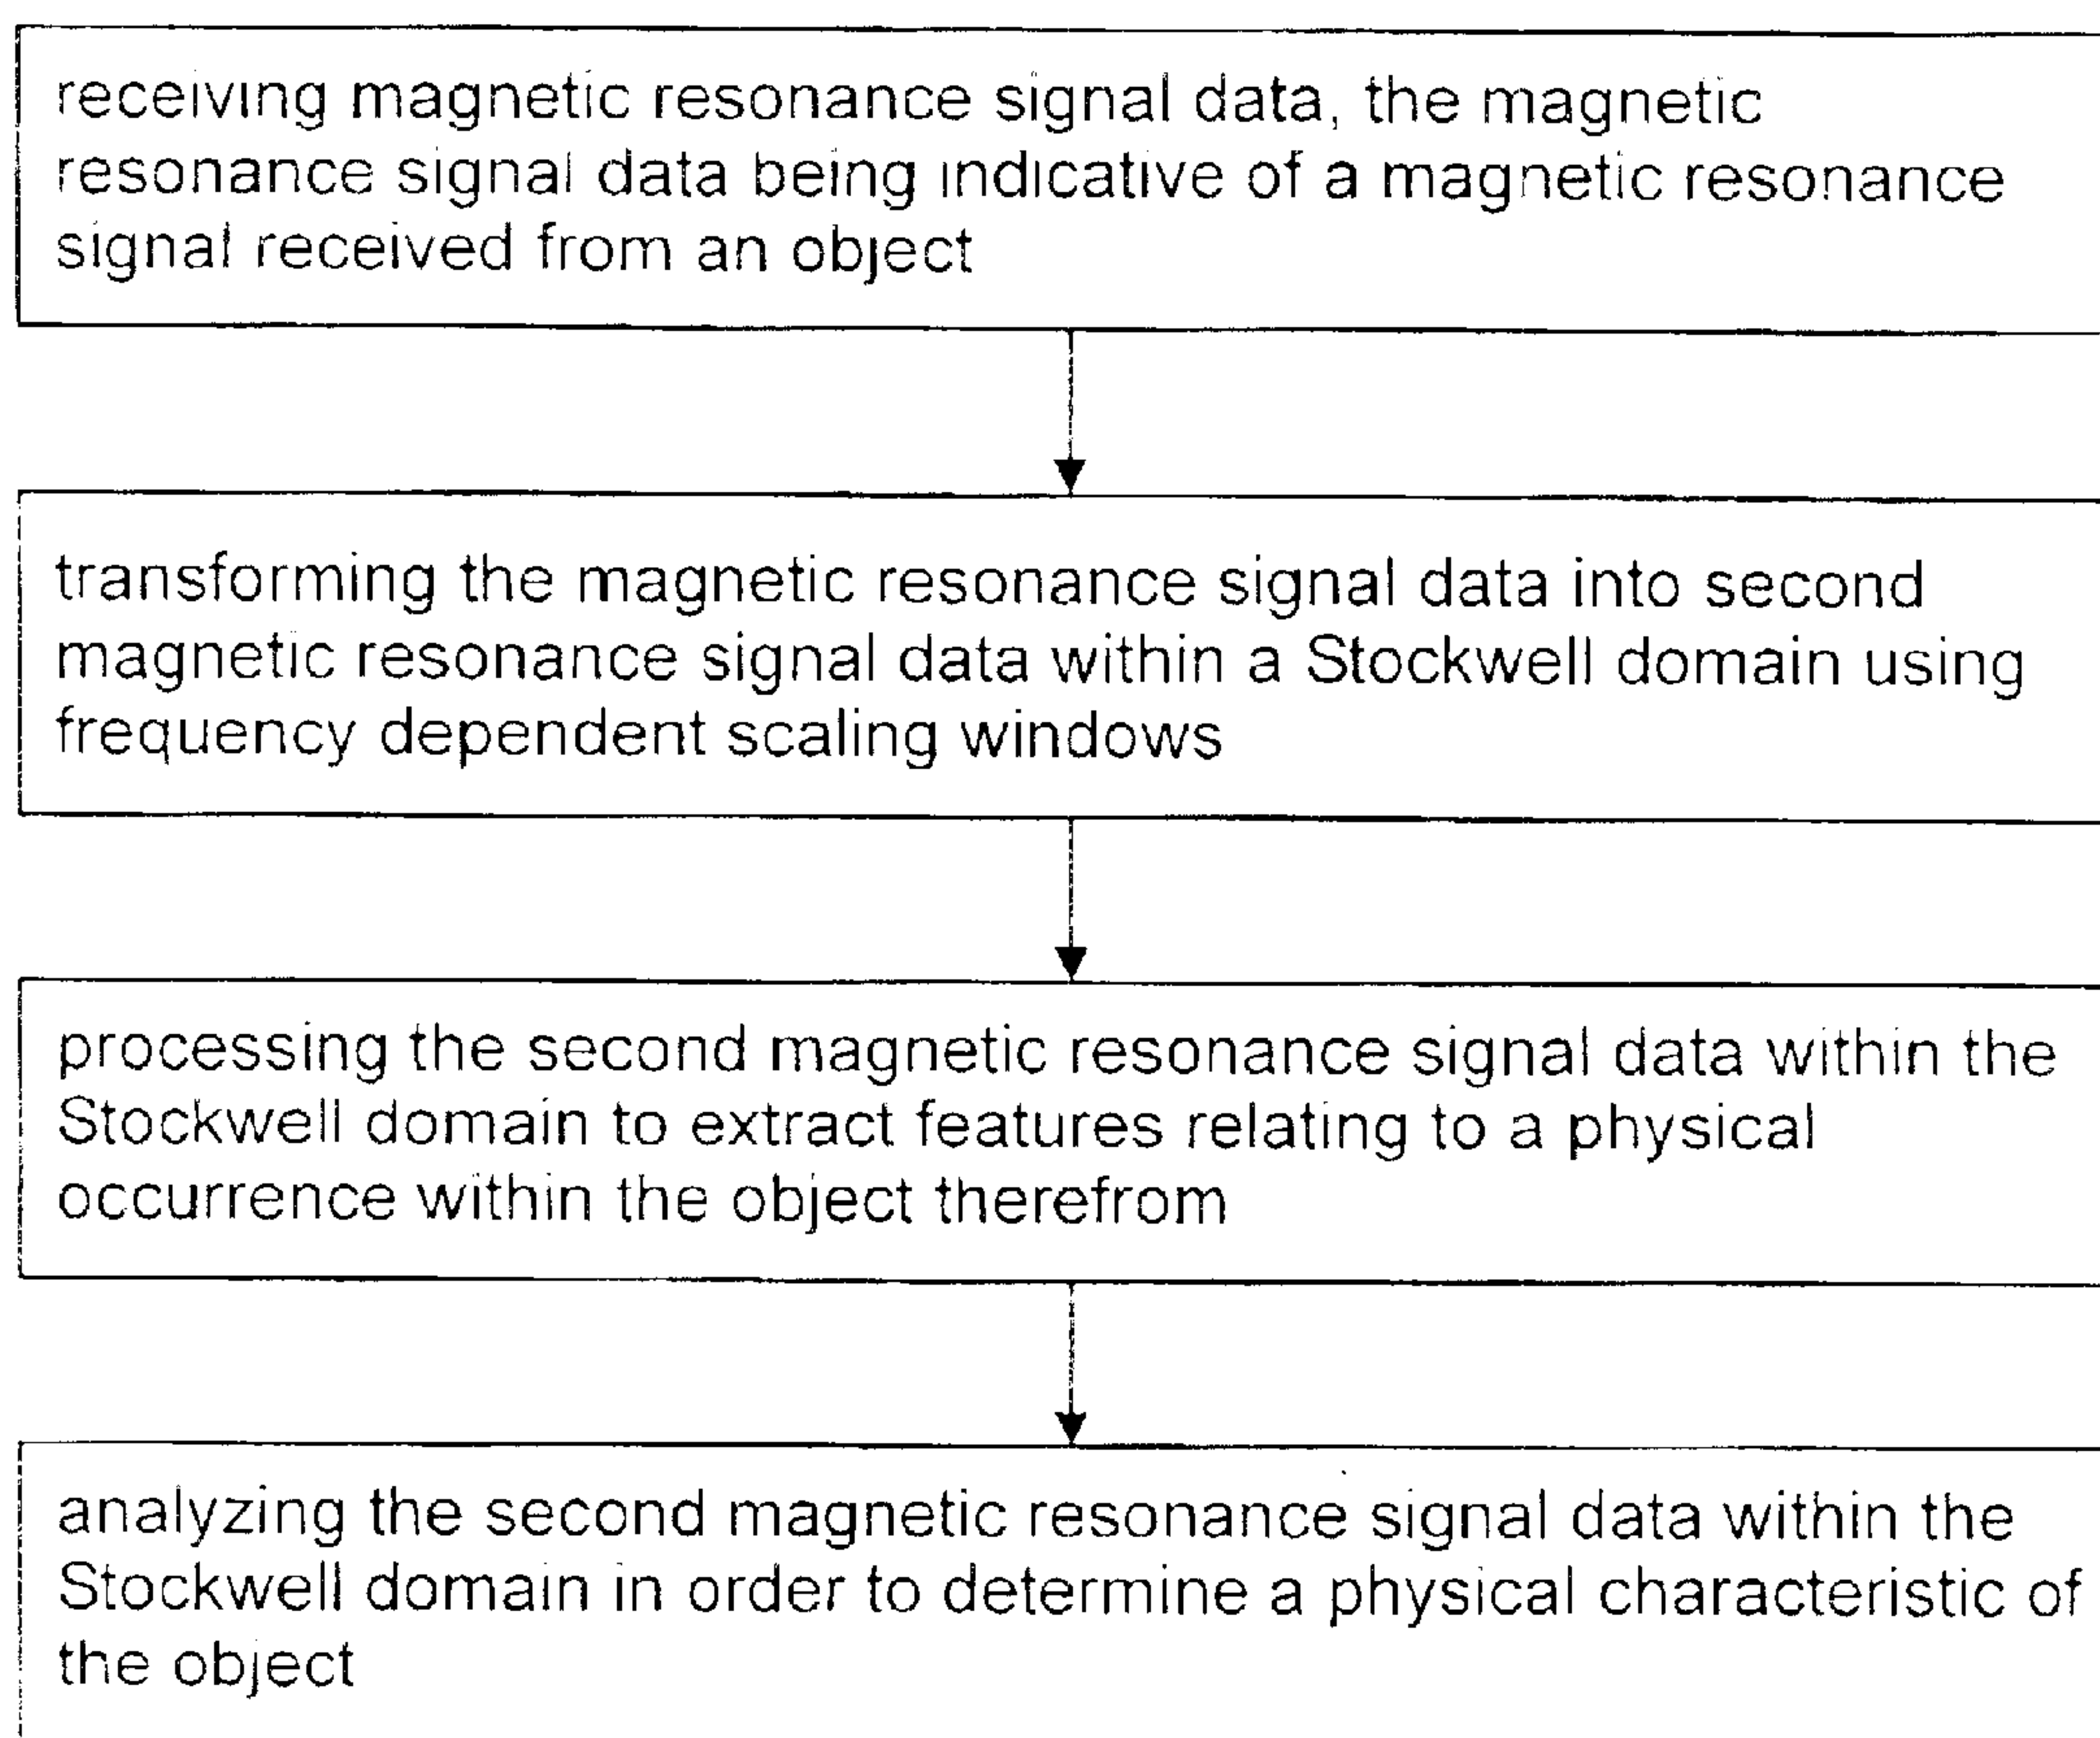 receiving magnetic resonance signal data, the magnetic
resonance signal data being indicative of a magnetic resonance
signal received from an object
transforming the magnetic resonance signal data into second
magnetic resonance signal data within a Stockwell domain using
frequency dependent scaling windows
processing the second magnetic resonance signal data within the
Stockwell domain to extract features relating to a physical
occurrence within the object therefrom
analyzing the second magnetic resonance signal data within the
Stockwell domain in order to determine a physical characteristic of
the object